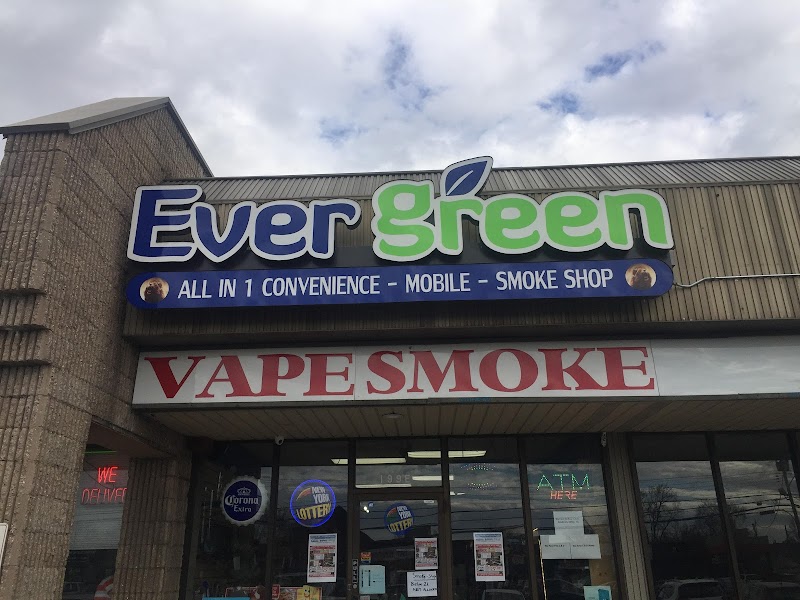 Ever green
ALL IN 1 CONVENIENCE - MOBILE - SMOKE SHOP
VAPE SMOKE
WE
DELIVER
Corona
Extra
NEW
YORK
LOTTERY
LOTTERY
ATM
HERE